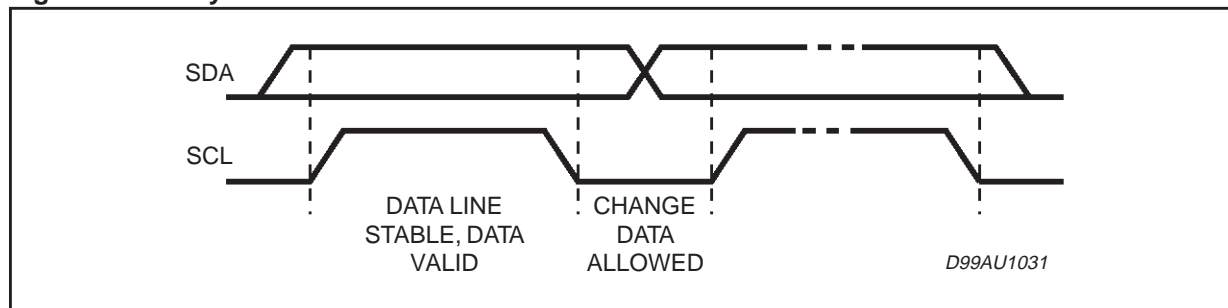 SDA
SCL
DATA LINE
STABLE, DATA
VALID
CHANGE
DATA
ALLOWED
D99AU1031